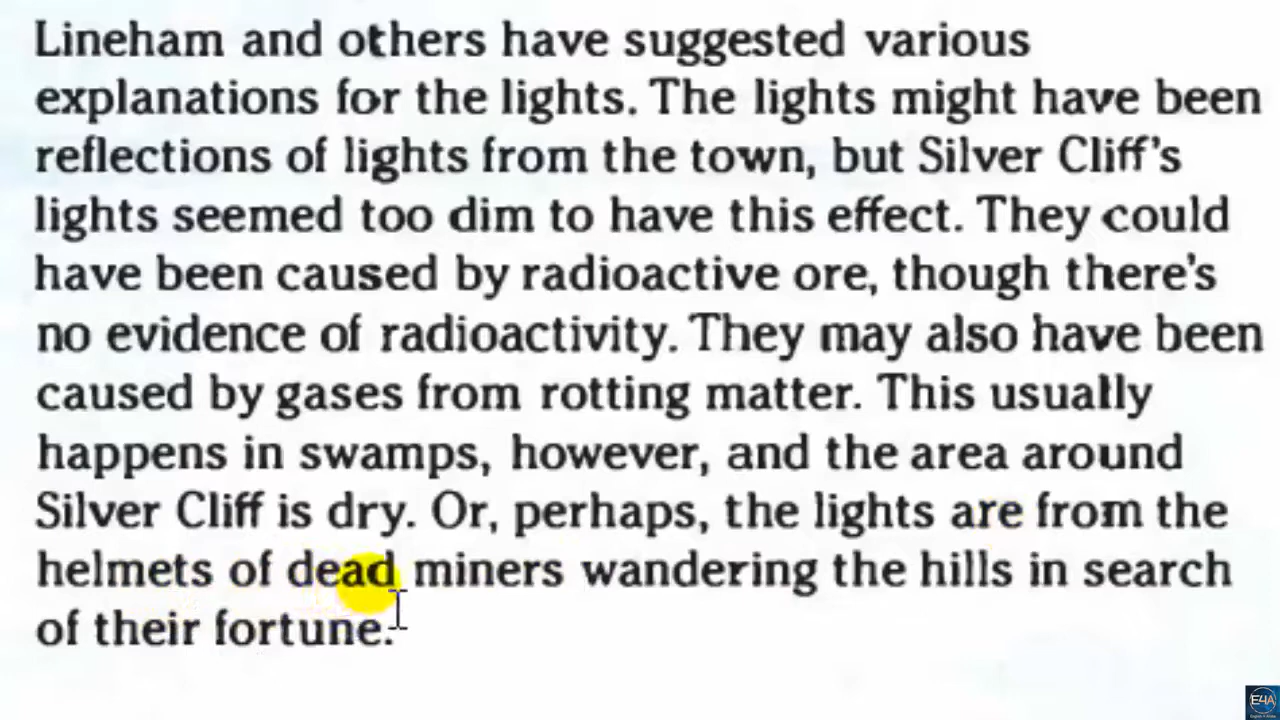 Lineham and others have suggested various
explanations for the lights. The lights might have been
reflections of lights from the town, but Silver Cliff's
lights seemed too dim to have this effect. They could
have been caused by radioactive ore, though there's
no evidence of radioactivity. They may also have been
caused by gases from rotting matter. This usually
happens in swamps, however, and the area around
Silver Cliff is dry. Or, perhaps, the lights are from the
helmets of dead miners wandering the hills in search
of their fortune.
E4A